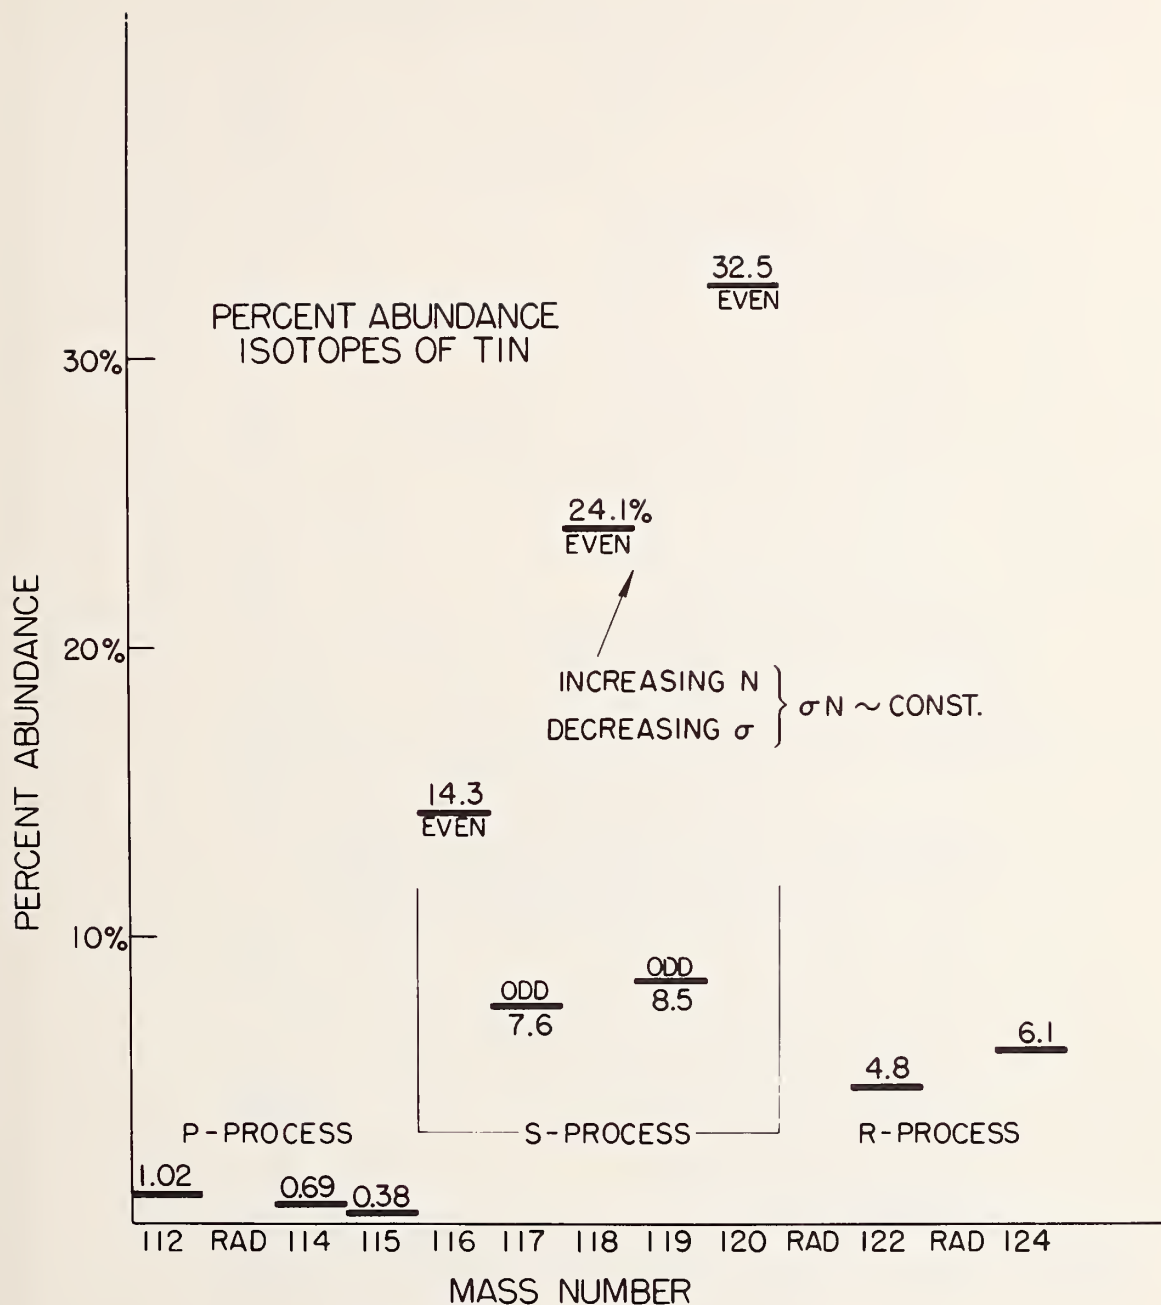 32.5
EVEN
PERCENT ABUNDANCE
ISOTOPES OF TIN
30%
24.1%
EVEN
20%
INCREASING N
DECREASING σ
σN ~ CONST.
14.3
EVEN
10%
ODD
7.6
ODD
8.5
6.1
4.8
P-PROCESS
S-PROCESS
R-PROCESS
1.02
0.69
0.38
112 RAD 114 115 116 117 118 119 120 RAD 122 RAD 124
MASS NUMBER
PERCENT ABUNDANCE